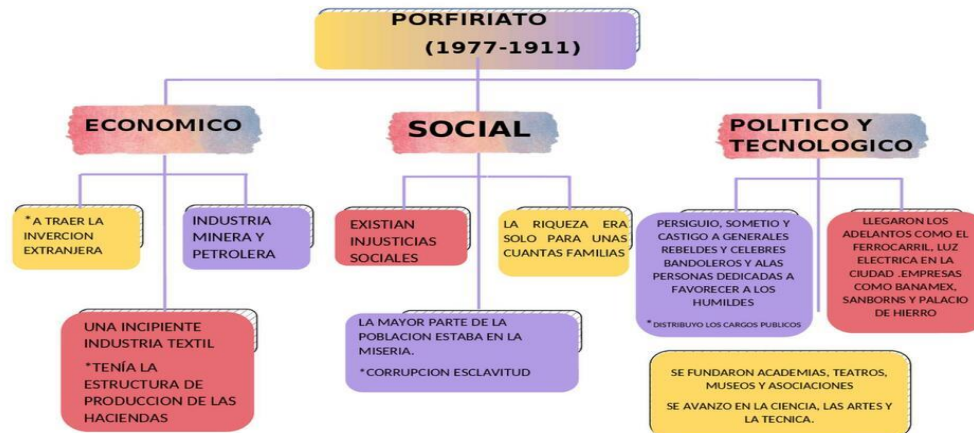 PORFIRIATO
(1977-1911)
ECONOMICO
SOCIAL
POLITICO Y
TECNOLOGICO
*A TRAER LA
INVERCION
EXTRANJERA
INDUSTRIA
MINERA Y
PETROLERA
UNA INCIPIENTE
INDUSTRIA TEXTIL
*TENÍA LA
ESTRUCTURA DE
PRODUCCION DE LAS
HACIENDAS
EXISTIAN
INJUSTICIAS
SOCIALES
LA RIQUEZA ERA
SOLO PARA UNAS
CUANTAS FAMILIAS
LA MAYOR PARTE DE LA
POBLACION ESTABA EN LA
MISERIA.
*CORRUPCION ESCLAVITUD
PERSIGUIO, SOMETIO Y
CASTIGO A GENERALES
REBELDES Y CELEBRES
BANDOLEROS Y ALAS
PERSONAS DEDICADAS A
FAVORECER A LOS
HUMILDES
*DISTRIBUYO LOS CARGOS PUBLICOS
LLEGARON LOS
ADELANTOS COMO EL
FERROCARRIL, LUZ
ELECTRICA EN LA
CIUDAD .EMPRESAS
COMO BANAMEX,
SANBORNS Y PALACIO
DE HIERRO
SE FUNDARON ACADEMIAS, TEATROS,
MUSEOS Y ASOCIACIONES
SE AVANZO EN LA CIENCIA, LAS ARTES Y
LA TECNICA.